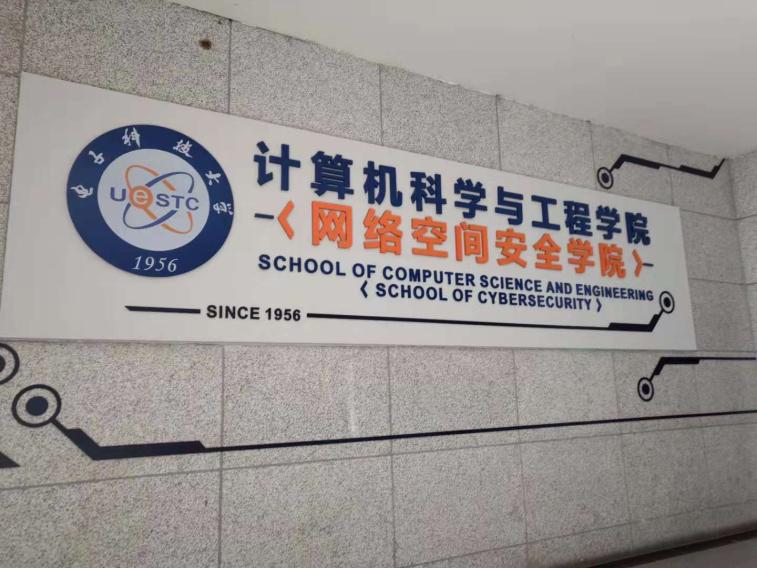 电子科技大学
UeSTC
1956
计算机科学与工程学院
〈网络空间安全学院〉
SCHOOL OF COMPUTER SCIENCE AND ENGINEERING
〈 SCHOOL OF CYBERSECURITY 〉
SINCE 1956